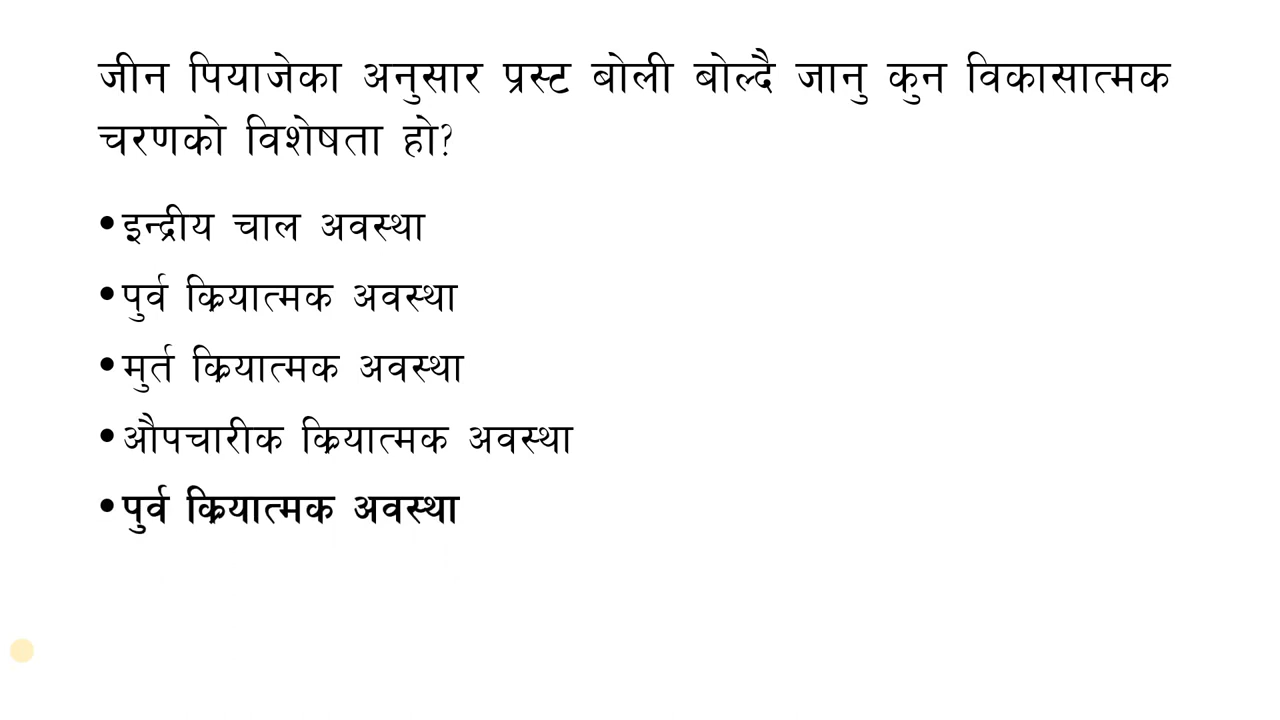 जीन पियाजेका अनुसार प्रस्ट बोली बोल्दै जानु कुन विकासात्मक
चरणको विशेषता हो?
•इन्द्रीय चाल अवस्था
•पुर्व क्रियात्मक अवस्था
•मुर्त क्रियात्मक अवस्था
•औपचारीक क्रियात्मक अवस्था
•पुर्व क्रियात्मक अवस्था